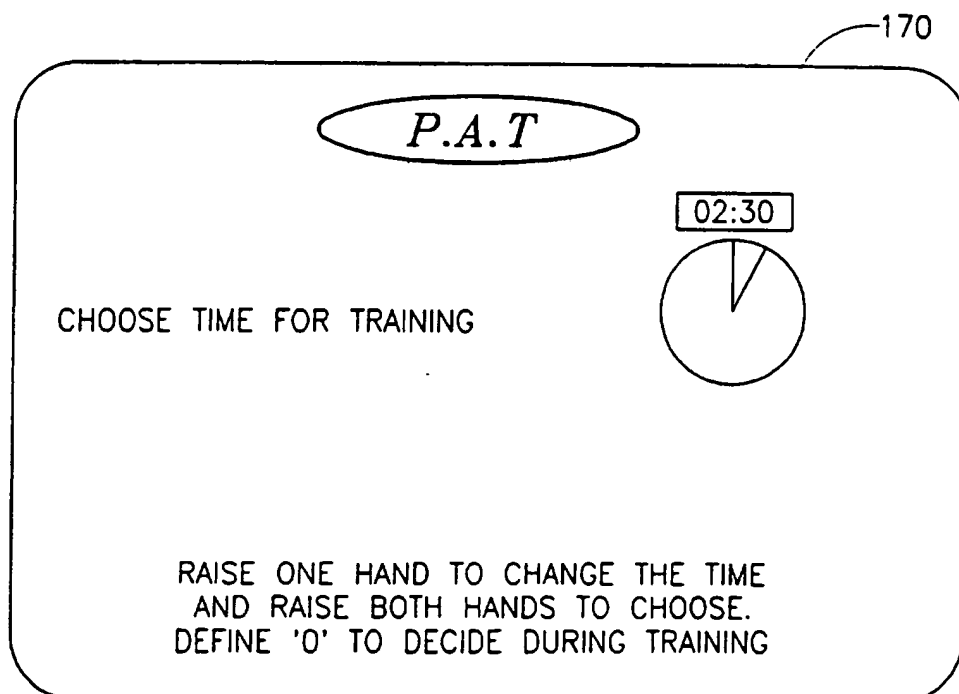 170
P.A.T
02:30
CHOOSE TIME FOR TRAINING
RAISE ONE HAND TO CHANGE THE TIME
AND RAISE BOTH HANDS TO CHOOSE.
DEFINE '0' TO DECIDE DURING TRAINING